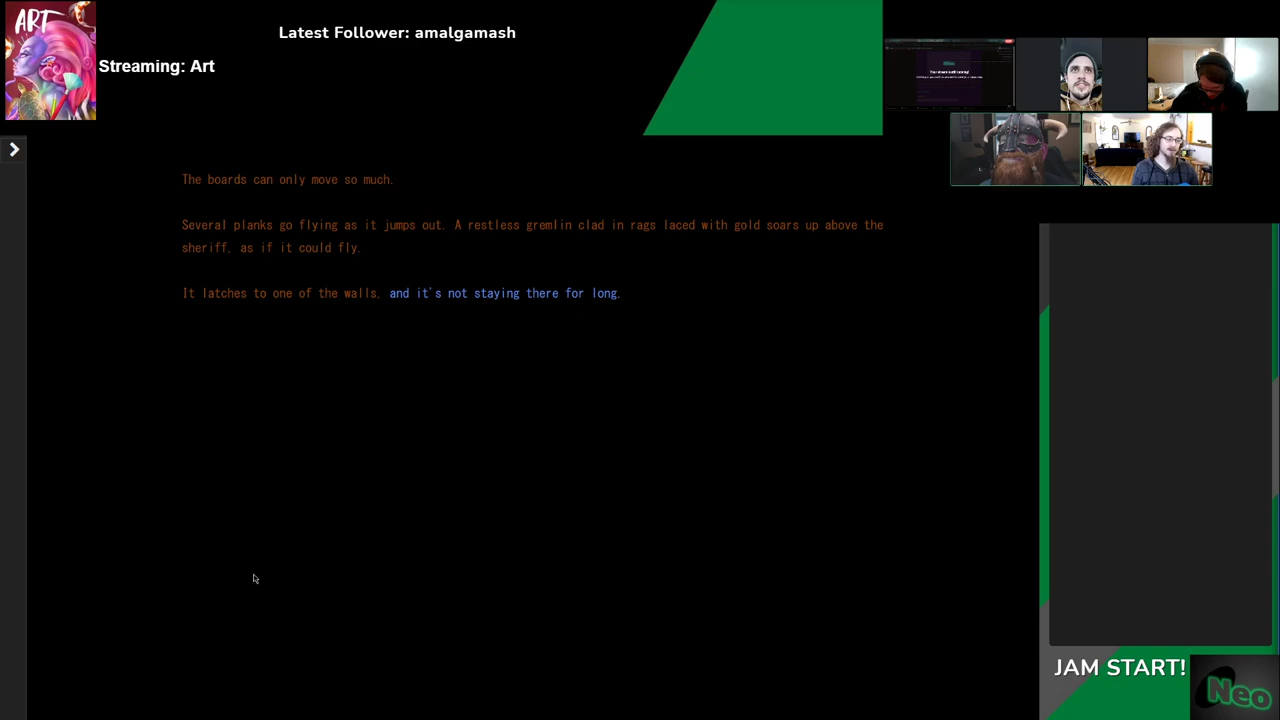 ART
Latest Follower: amalgamash
Streaming: Art
The boards can only move so much.
Several planks go flying as it jumps out. A restless gremlin clad in rags laced with gold soars up above the
sheriff, as if it could fly.
It latches to one of the walls, and it's not staying there for long.
JAM START!
Neo